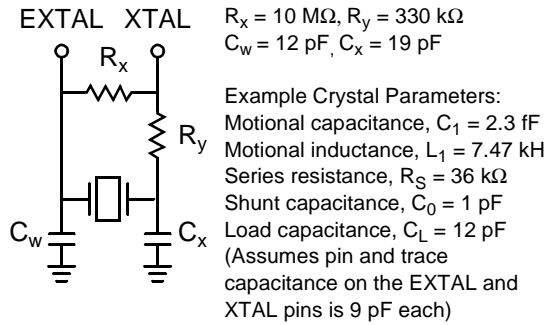 EXTAL XTAL
Rx
Ry
Cw
Cx
Rx = 10 MΩ, Ry = 330 kΩ
Cw = 12 pF, Cx = 19 pF
Example Crystal Parameters:
Motional capacitance, C1 = 2.3 fF
Motional inductance, L1 = 7.47 kH
Series resistance, RS = 36 kΩ
Shunt capacitance, C0 = 1 pF
Load capacitance, CL = 12 pF
(Assumes pin and trace
capacitance on the EXTAL and
XTAL pins is 9 pF each)